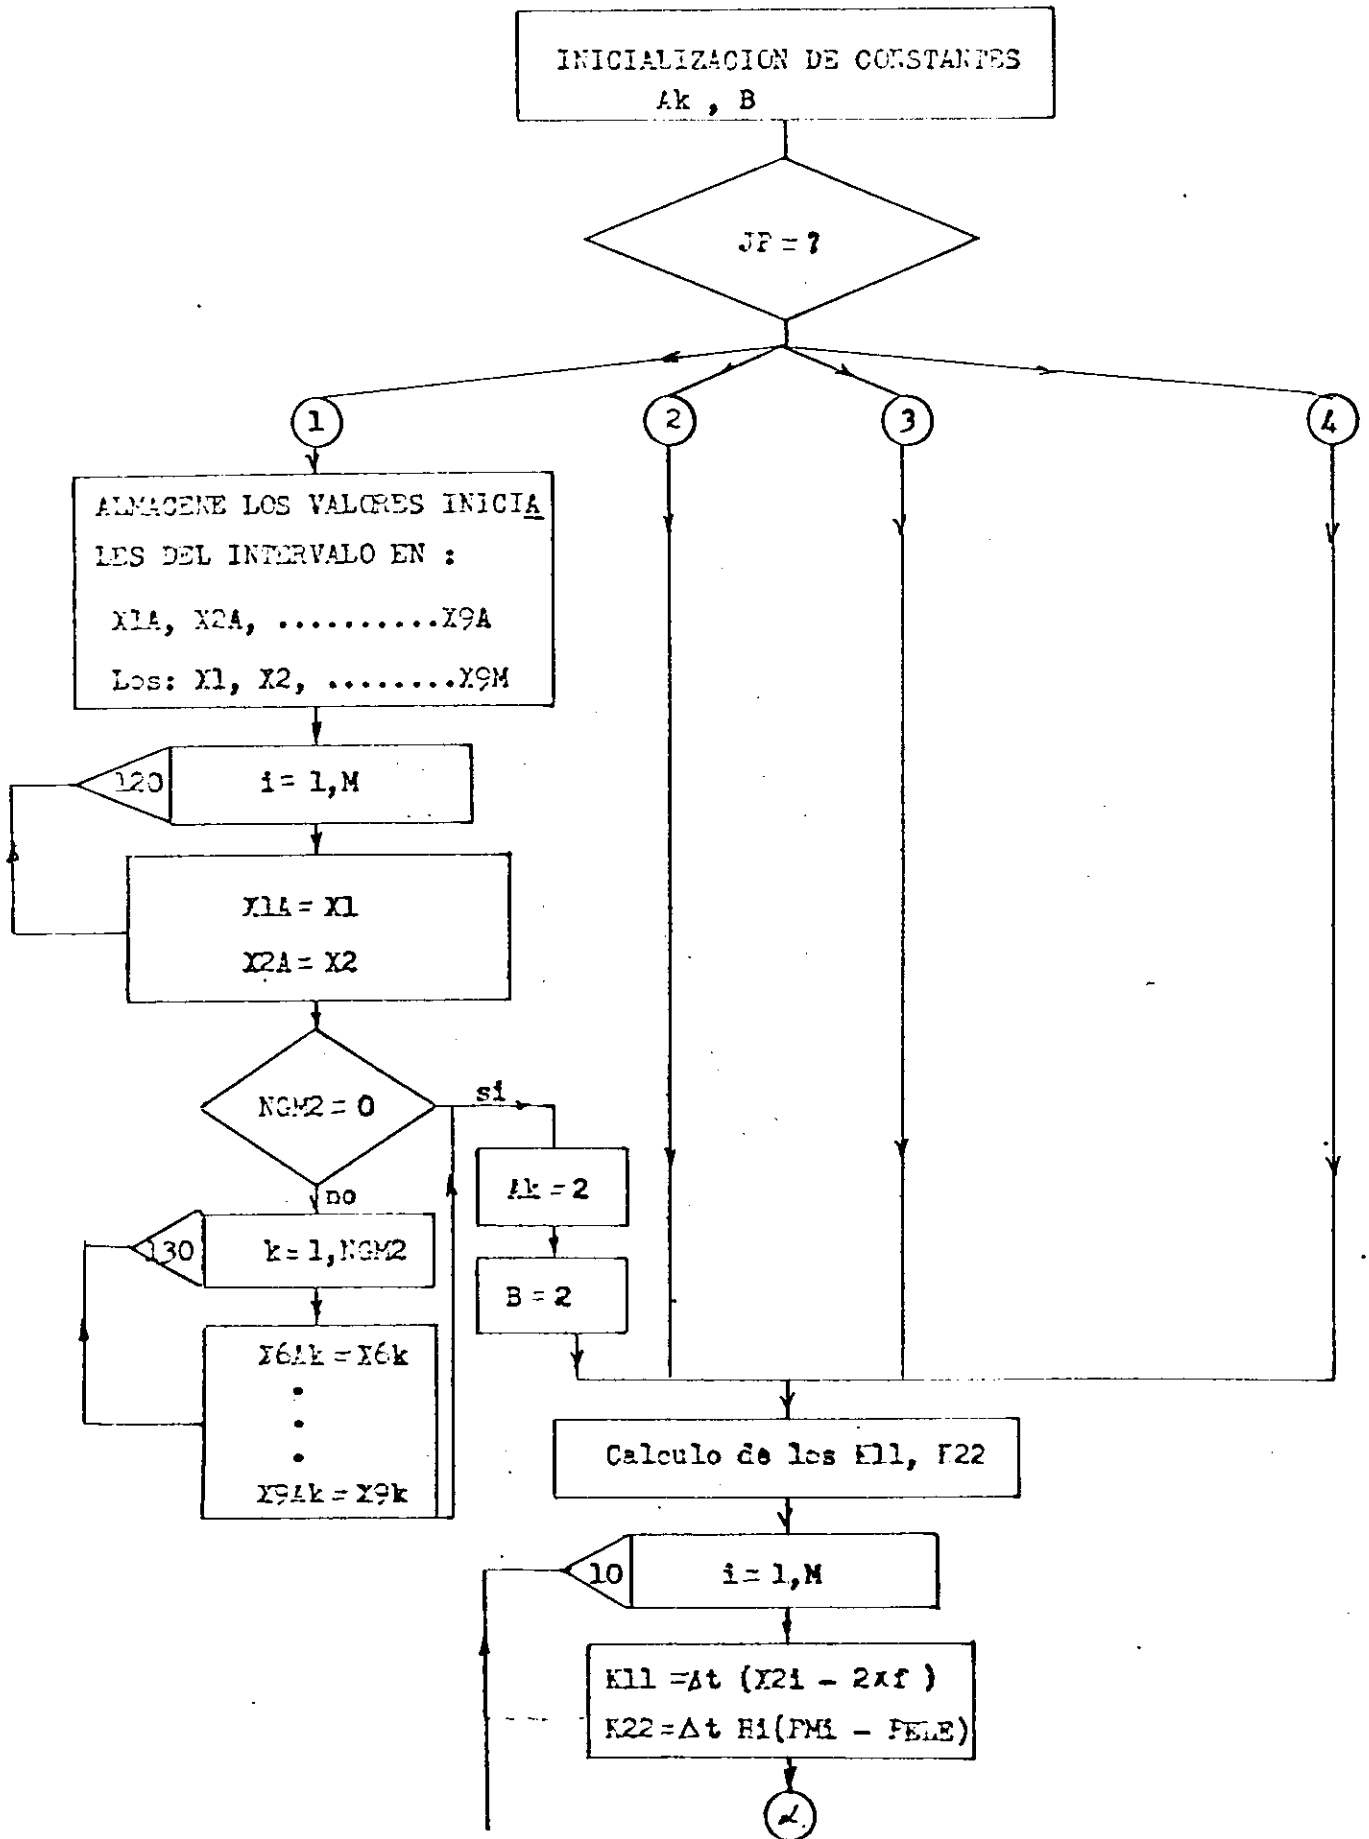 INICIALIZACION DE CONSTANTES
Ak , B
JP = ?
1
2
3
4
ALMACENE LOS VALORES INICIA
LES DEL INTERVALO EN :
X1A, X2A, ..........X9A
Los: X1, X2, ........X9M
120
i = 1,M
X1A = X1
X2A = X2
NGM2 = 0
si
no
Ak = 2
B = 2
130
k = 1,NGM2
X6Ak = X6k
X9Ak = X9k
Calculo de los K11, K22
10
i = 1,M
K11 = Δt (X2i - 2πf )
K22 = Δt Hi(PMi - PELE)